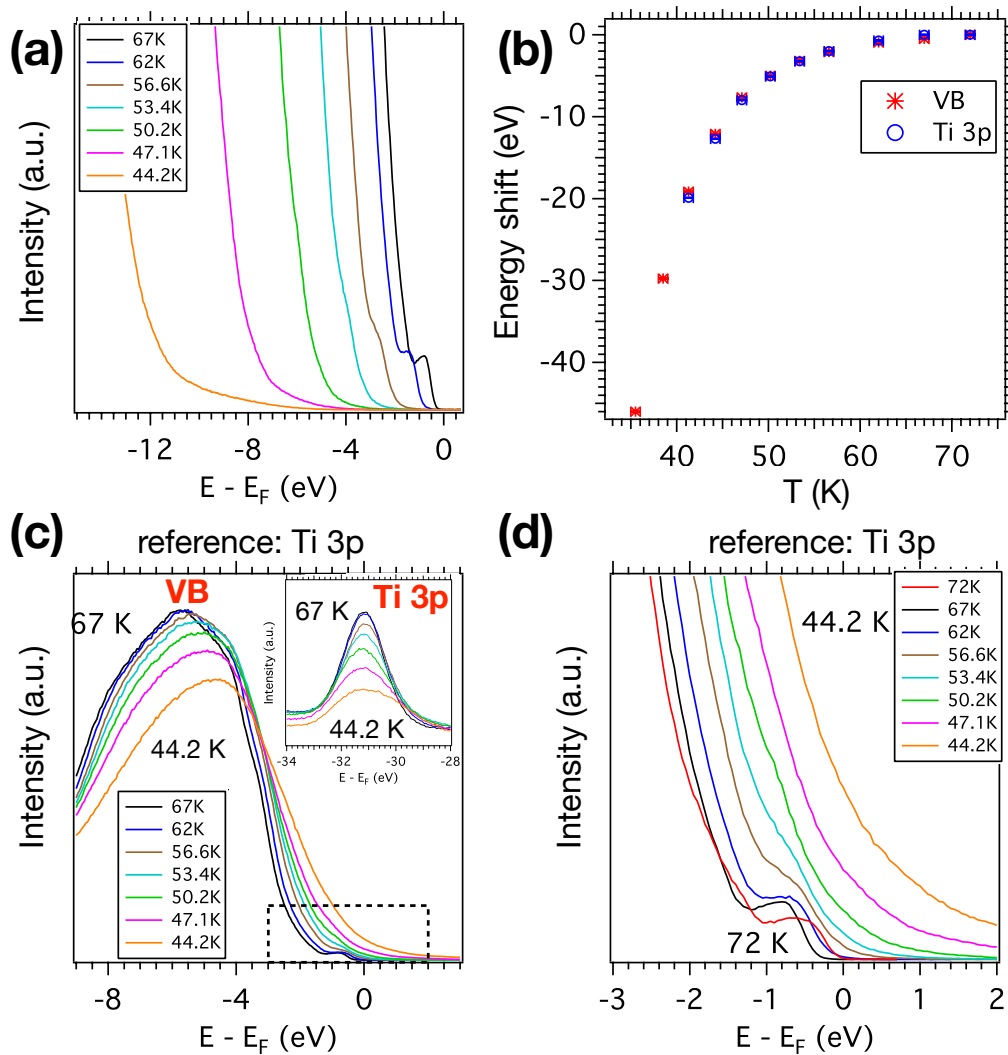 (a)
67K
62K
56.6K
53.4K
50.2K
47.1K
44.2K
Intensity (a.u.)
-12
-8
-4
0
E - E_F (eV)
(b)
0
-10
-20
-30
-40
VB
Ti 3p
Energy shift (eV)
40
50
60
70
T (K)
(c)
reference: Ti 3p
VB
67 K
44.2 K
Ti 3p
67 K
44.2 K
Intensity (a.u.)
-34
-32
-30
-28
E - E_F (eV)
67K
62K
56.6K
53.4K
50.2K
47.1K
44.2K
Intensity (a.u.)
-8
-4
0
E - E_F (eV)
(d)
reference: Ti 3p
44.2 K
72K
67K
62K
56.6K
53.4K
50.2K
47.1K
44.2K
72 K
Intensity (a.u.)
-3
-2
-1
0
1
2
E - E_F (eV)